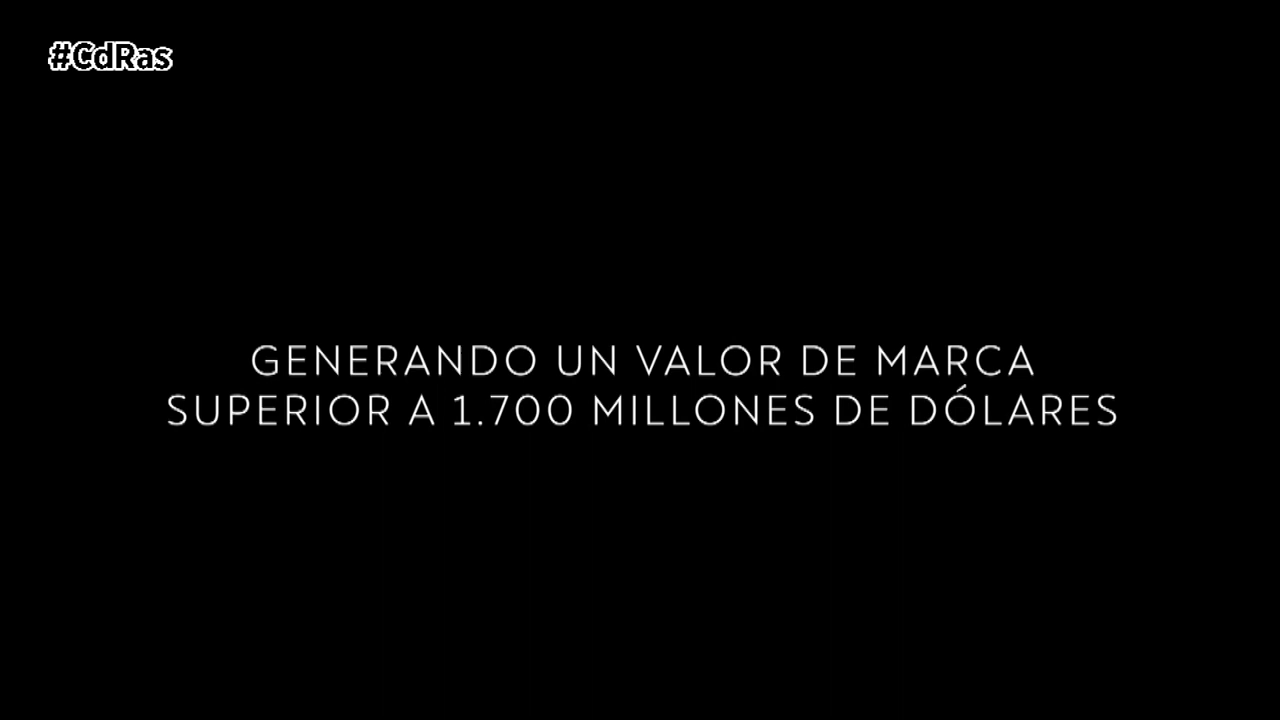 #CdRas
GENERANDO UN VALOR DE MARCA
SUPERIOR A 1.700 MILLONES DE DÓLARES